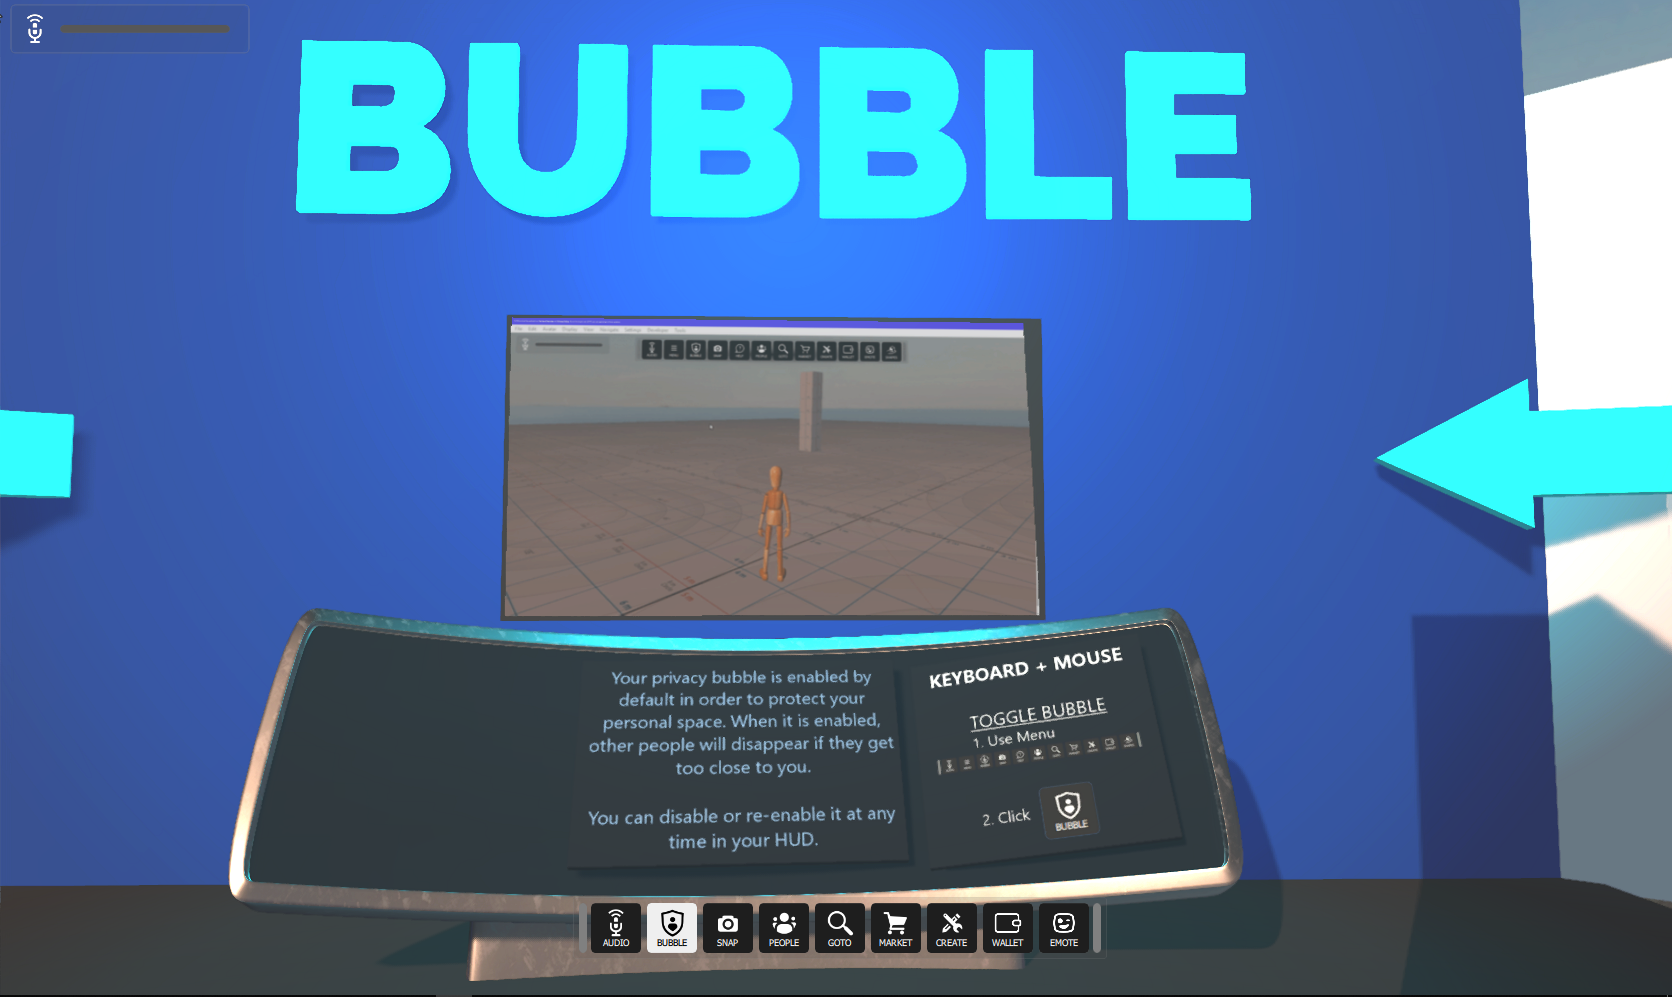 BUBBLE
Your privacy bubble is enabled by
default in order to protect your
personal space. When it is enabled,
other people will disappear if they get
too close to you.
You can disable or re-enable it at any
time in your HUD.
KEYBOARD + MOUSE
TOGGLE BUBBLE
1. Use Menu
2. Click
BUBBLE
AUDIO
BUBBLE
SNAP
PEOPLE
GOTO
MARKET
CREATE
WALLET
EMOTE